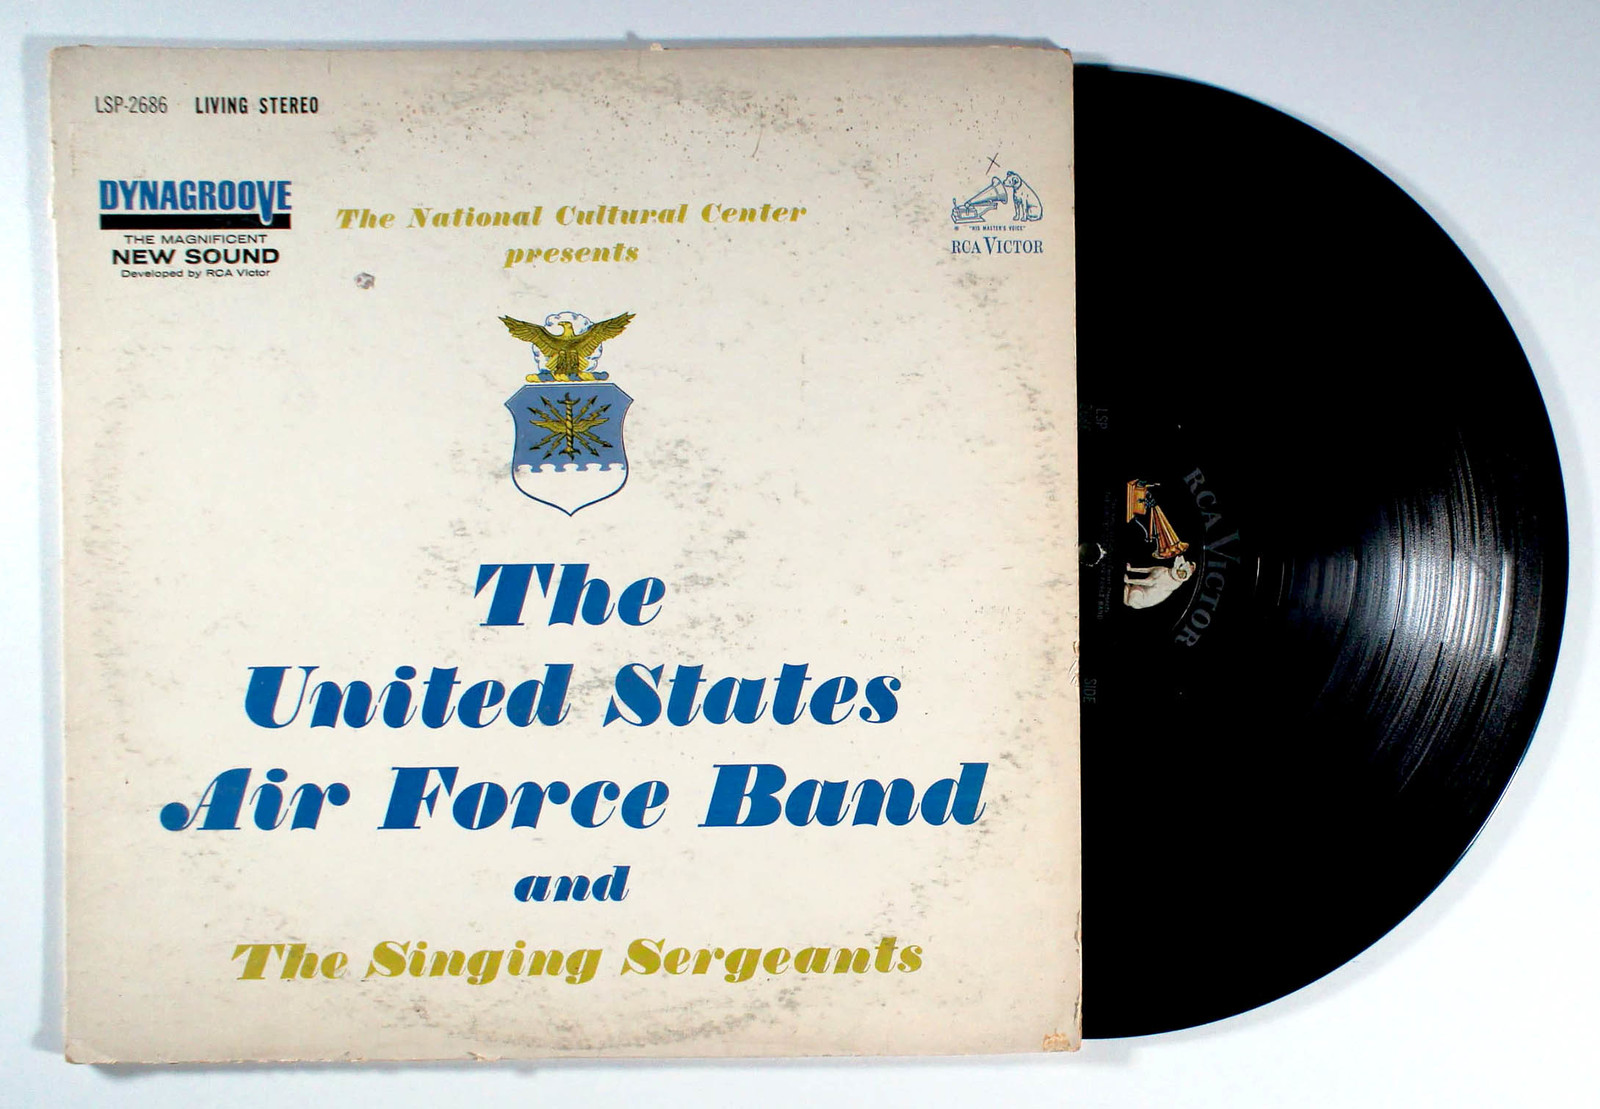 LSP-2686 LIVING STEREO
DYNAGROOVE
THE MAGNIFICENT
NEW SOUND
Developed by RCA Victor
The National Cultural Center
presents
"HIS MASTER'S VOICE"
RCA VICTOR
The
United States
Air Force Band
and
The Singing Sergeants
LSP
RCA VICTOR
SIDE